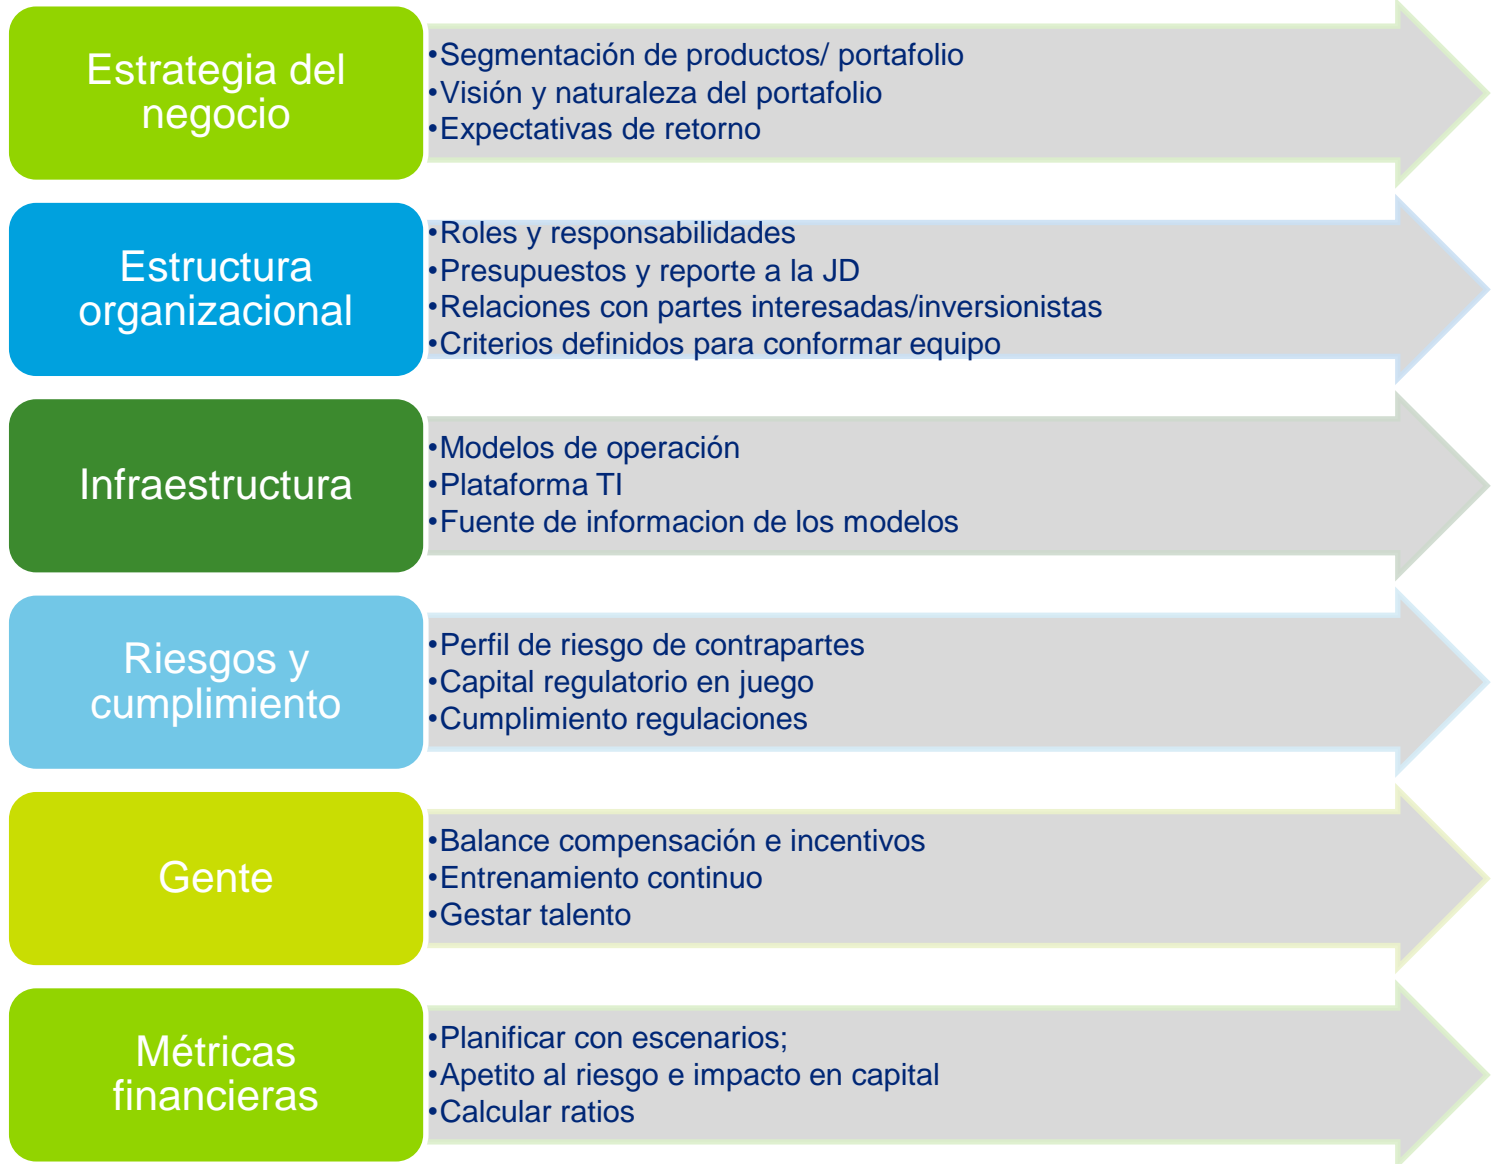 Estrategia del
negocio
•Segmentación de productos/ portafolio
•Visión y naturaleza del portafolio
•Expectativas de retorno
Estructura
organizacional
•Roles y responsabilidades
•Presupuestos y reporte a la JD
•Relaciones con partes interesadas/inversionistas
•Criterios definidos para conformar equipo
Infraestructura
•Modelos de operación
•Plataforma TI
•Fuente de informacion de los modelos
Riesgos y
cumplimiento
•Perfil de riesgo de contrapartes
•Capital regulatorio en juego
•Cumplimiento regulaciones
Gente
•Balance compensación e incentivos
•Entrenamiento continuo
•Gestar talento
Métricas
financieras
•Planificar con escenarios;
•Apetito al riesgo e impacto en capital
•Calcular ratios